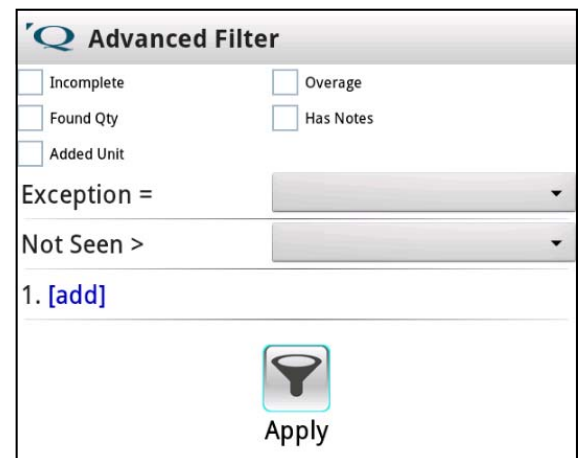 Advanced Filter
Incomplete Overage
Found Qty Has Notes
Added Unit
Exception =
Not Seen >
1. [add]
Apply